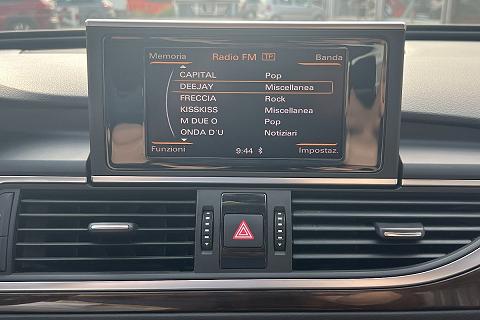 Memoria Radio FM TP Banda
CAPITAL Pop
DEEJAY Miscellanea
FRECCIA Rock
KISSKISS Miscellanea
M DUE O Pop
ONDA D'U Notiziari
Funzioni 9:44 Impostaz.